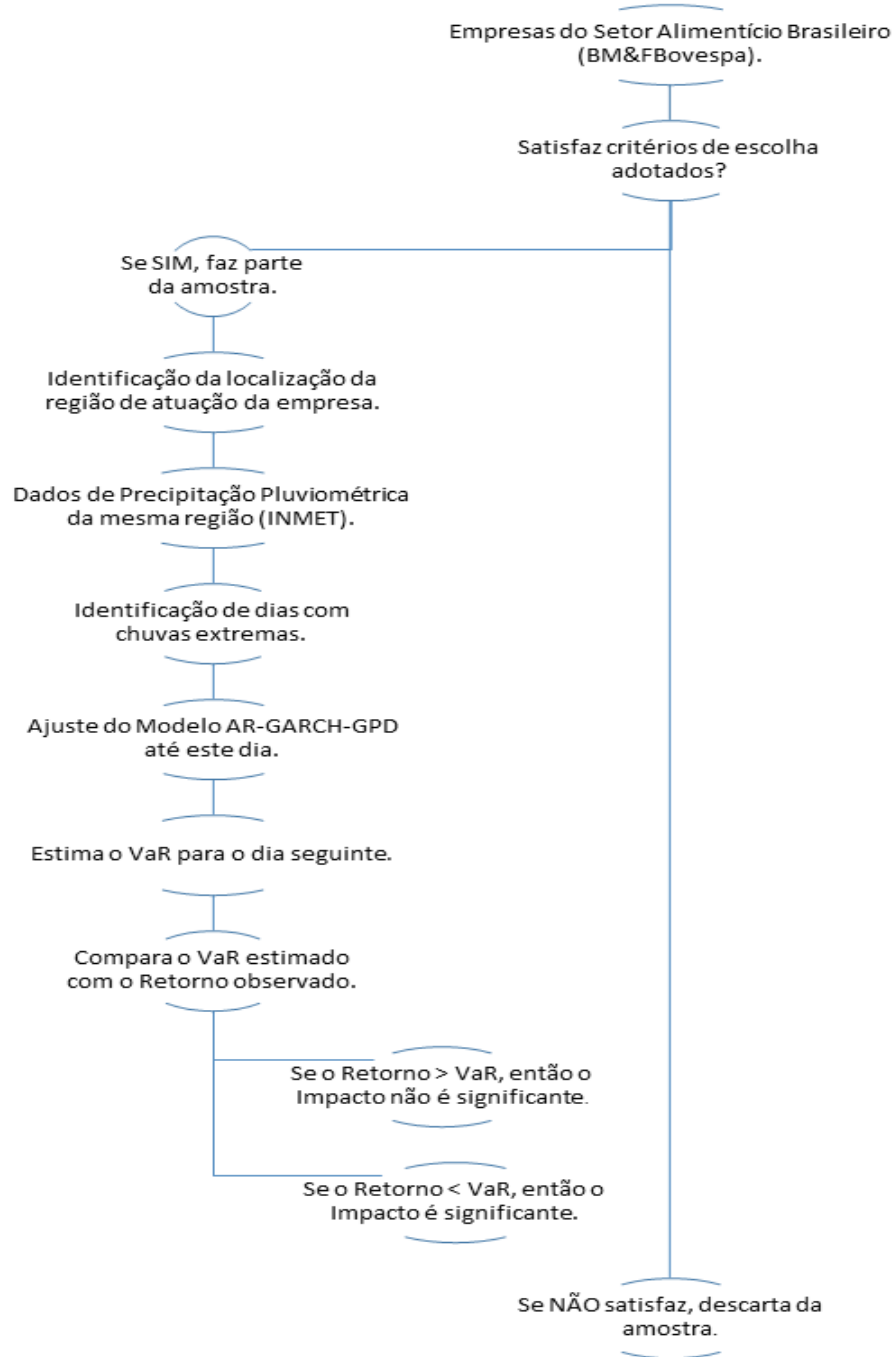 Empresas do Setor Alimentício Brasileiro
(BM&FBovespa).
Satisfaz critérios de escolha
adotados?
Se SIM, faz parte
da amostra.
Identificação da localização da
região de atuação da empresa.
Dados de Precipitação Pluviométrica
da mesma região (INMET).
Identificação de dias com
chuvas extremas.
Ajuste do Modelo AR-GARCH-GPD
até este dia.
Estima o VaR para o dia seguinte.
Compara o VaR estimado
com o Retorno observado.
Se o Retorno > VaR, então o
Impacto não é significante.
Se o Retorno < VaR, então o
Impacto é significante.
Se NÃO satisfaz, descarta da
amostra.